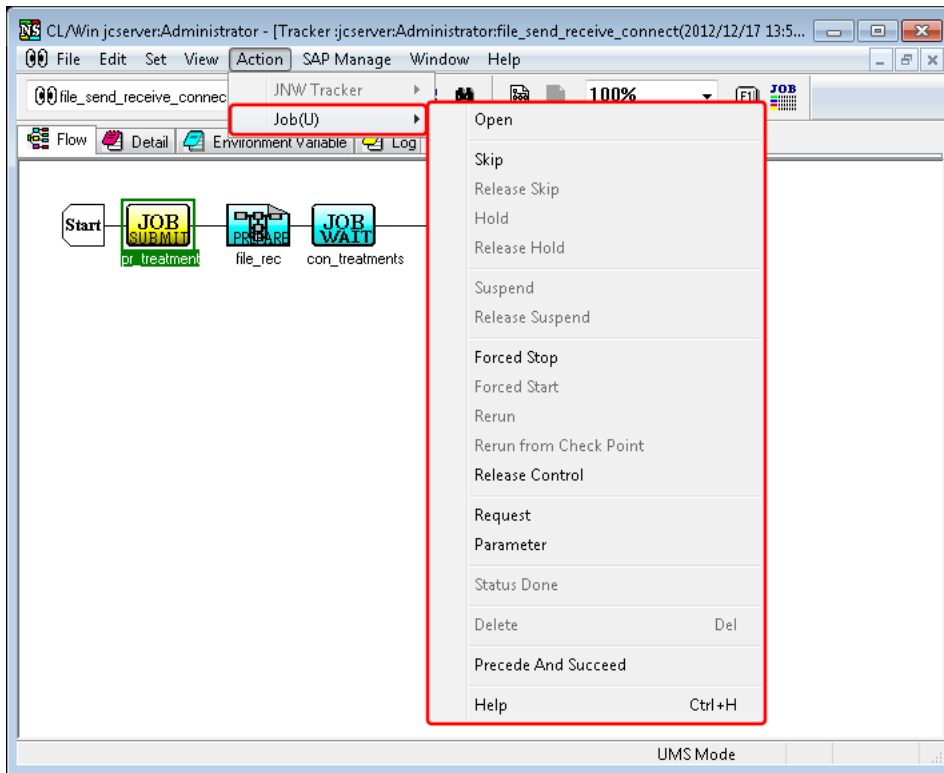 NS CL/Win jcserver:Administrator - [Tracker :jcserver:Administrator:file_send_receive_connect(2012/12/17 13:5...
File Edit Set View Action SAP Manage Window Help
file_send_receive_connec JNW Tracker 100% F1 JOB
Job(U) Open
Flow Detail Environment Variable Log
Skip
Release Skip
Hold
Release Hold
Start JOB SUBMIT PREPARE JOB WAIT
pr_treatment file_rec con_treatments
Suspend
Release Suspend
Forced Stop
Forced Start
Rerun
Rerun from Check Point
Release Control
Request
Parameter
Status Done
Delete Del
Precede And Succeed
Help Ctrl+H
UMS Mode